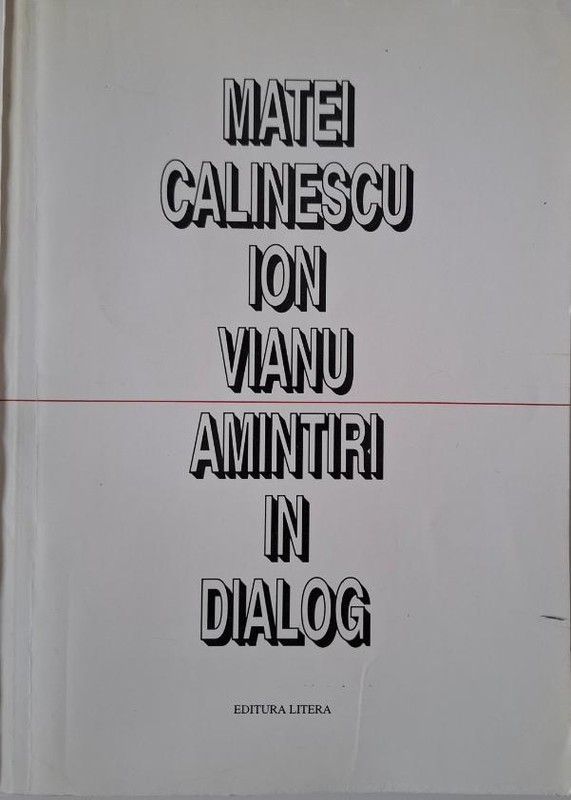 MATEI
CALINESCU
ION
VIANU
AMINTIRI
IN
DIALOG
EDITURA LITERA